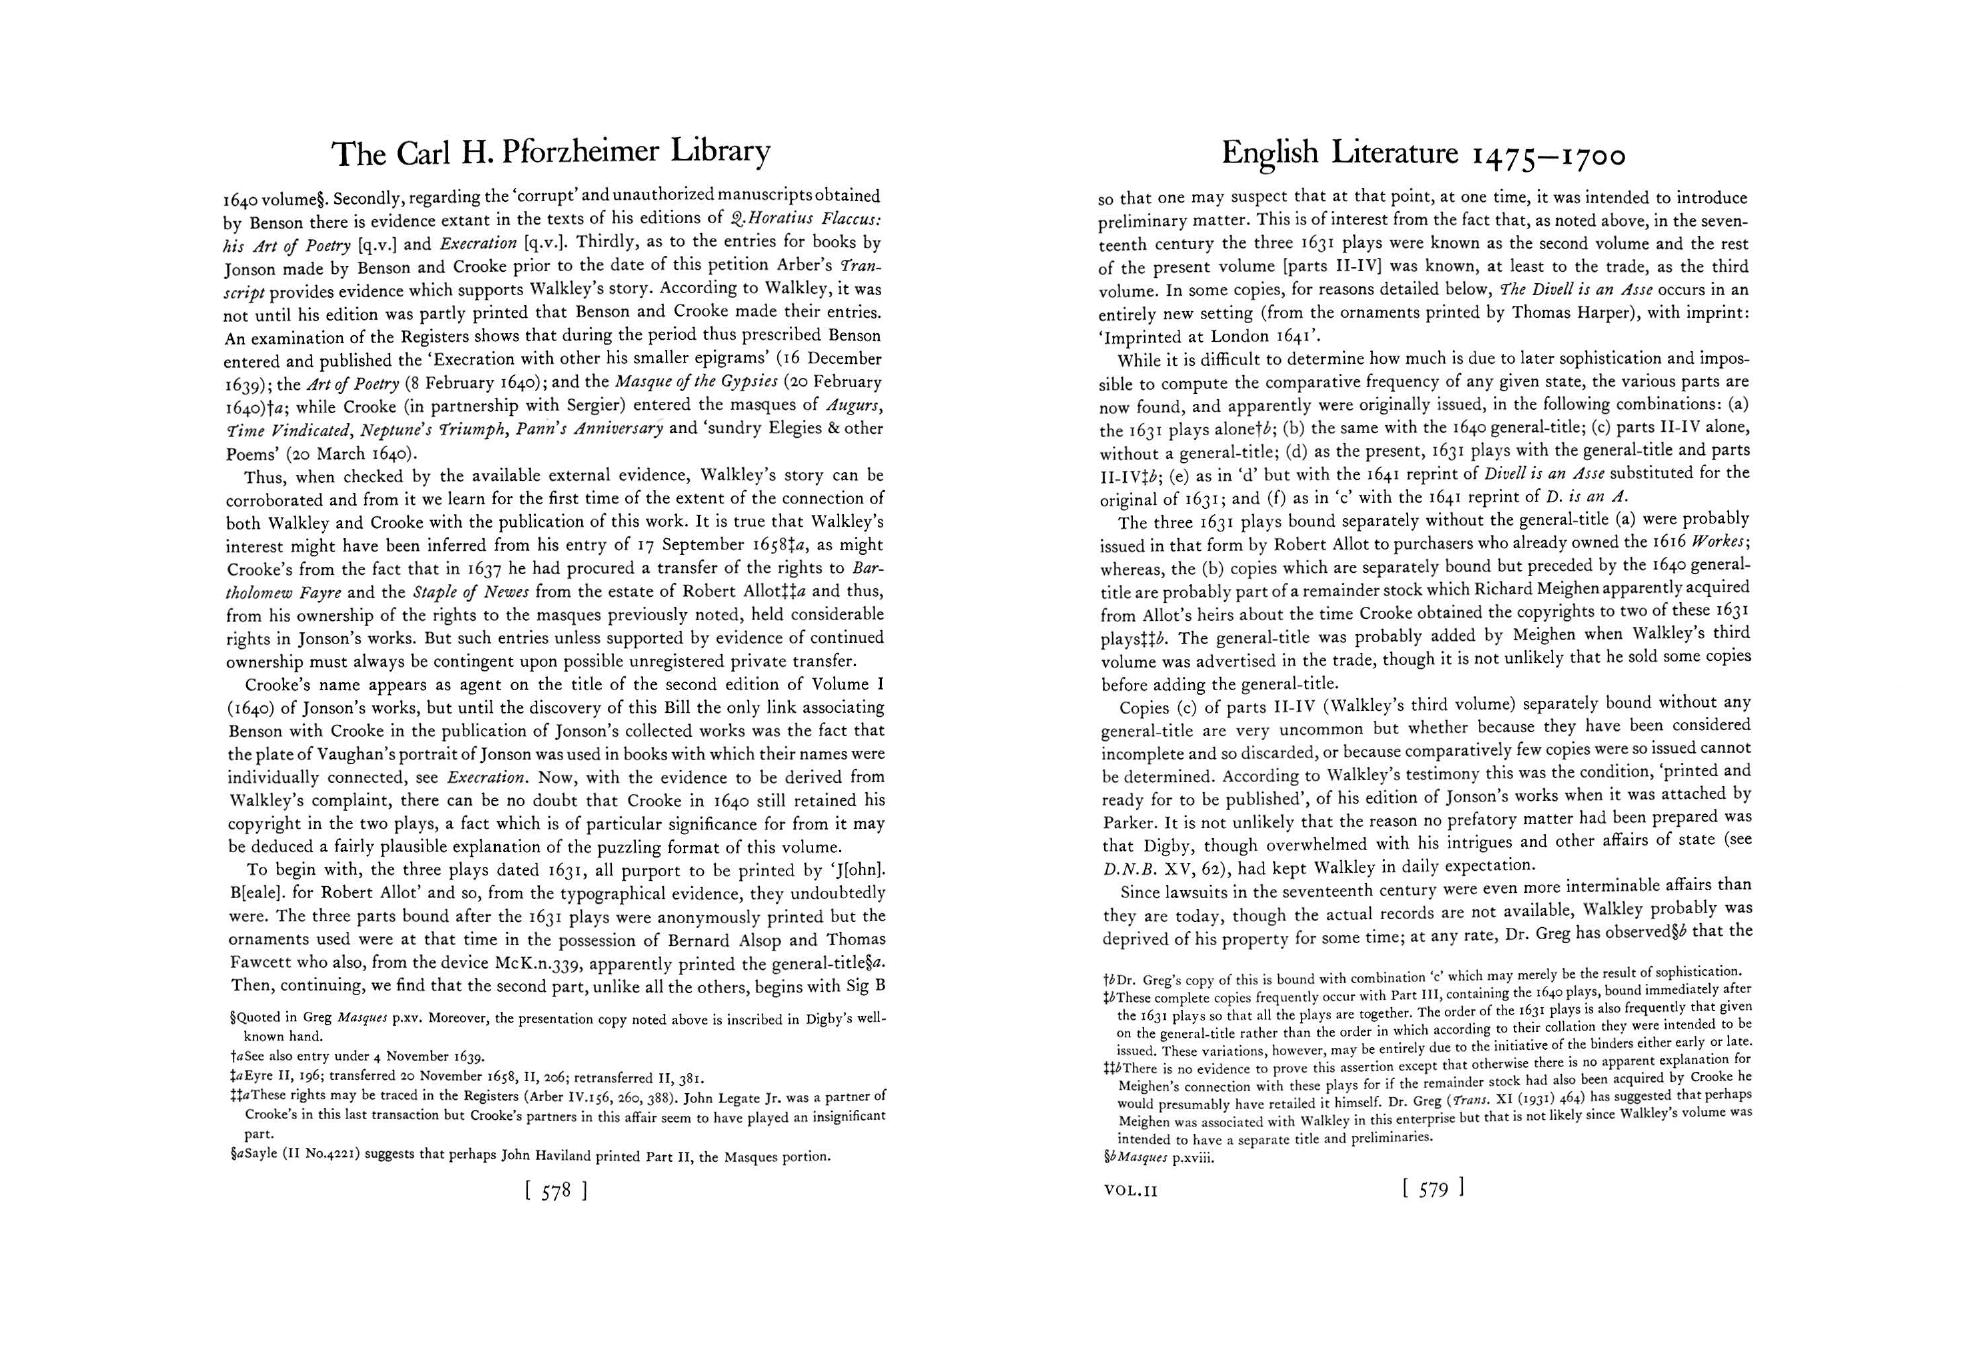 The Carl H. Pforzheimer Library
1640 volume§. Secondly, regarding the ‘corrupt’ and unauthorized manuscripts obtained
by Benson there is evidence extant in the texts of his editions of Q.Horatius Flaccus:
his Art of Poetry [q.v.] and Execration [q.v.]. Thirdly, as to the entries for books by
Jonson made by Benson and Crooke prior to the date of this petition Arber’s Tran-
script provides evidence which supports Walkley’s story. According to Walkley, it was
not until his edition was partly printed that Benson and Crooke made their entries.
An examination of the Registers shows that during the period thus prescribed Benson
entered and published the ‘Execration with other his smaller epigrams’ (16 December
1639); the Art of Poetry (8 February 1640); and the Masque of the Gypsies (20 February
1640)†a; while Crooke (in partnership with Sergier) entered the masques of Augurs,
Time Vindicated, Neptune’s Triumph, Pann’s Anniversary and ‘sundry Elegies & other
Poems’ (20 March 1640).
Thus, when checked by the available external evidence, Walkley’s story can be
corroborated and from it we learn for the first time of the extent of the connection of
both Walkley and Crooke with the publication of this work. It is true that Walkley’s
interest might have been inferred from his entry of 17 September 1658‡a, as might
Crooke’s from the fact that in 1637 he had procured a transfer of the rights to Bar-
tholomew Fayre and the Staple of Newes from the estate of Robert Allot‡‡a and thus,
from his ownership of the rights to the masques previously noted, held considerable
rights in Jonson’s works. But such entries unless supported by evidence of continued
ownership must always be contingent upon possible unregistered private transfer.
Crooke’s name appears as agent on the title of the second edition of Volume I
(1640) of Jonson’s works, but until the discovery of this Bill the only link associating
Benson with Crooke in the publication of Jonson’s collected works was the fact that
the plate of Vaughan’s portrait of Jonson was used in books with which their names were
individually connected, see Execration. Now, with the evidence to be derived from
Walkley’s complaint, there can be no doubt that Crooke in 1640 still retained his
copyright in the two plays, a fact which is of particular significance for from it may
be deduced a fairly plausible explanation of the puzzling format of this volume.
To begin with, the three plays dated 1631, all purport to be printed by ‘J[ohn].
B[eale]. for Robert Allot’ and so, from the typographical evidence, they undoubtedly
were. The three parts bound after the 1631 plays were anonymously printed but the
ornaments used were at that time in the possession of Bernard Alsop and Thomas
Fawcett who also, from the device McK.n.339, apparently printed the general-title§a.
Then, continuing, we find that the second part, unlike all the others, begins with Sig B
§Quoted in Greg Masques p.xv. Moreover, the presentation copy noted above is inscribed in Digby’s well-
known hand.
†aSee also entry under 4 November 1639.
‡aEyre II, 196; transferred 20 November 1658, II, 206; retransferred II, 381.
‡‡aThese rights may be traced in the Registers (Arber IV.156, 260, 388). John Legate Jr. was a partner of
Crooke’s in this last transaction but Crooke’s partners in this affair seem to have played an insignificant
part.
§aSayle (II No.4221) suggests that perhaps John Haviland printed Part II, the Masques portion.
[ 578 ]
English Literature 1475–1700
so that one may suspect that at that point, at one time, it was intended to introduce
preliminary matter. This is of interest from the fact that, as noted above, in the seven-
teenth century the three 1631 plays were known as the second volume and the rest
of the present volume [parts II-IV] was known, at least to the trade, as the third
volume. In some copies, for reasons detailed below, The Divell is an Asse occurs in an
entirely new setting (from the ornaments printed by Thomas Harper), with imprint:
‘Imprinted at London 1641’.
While it is difficult to determine how much is due to later sophistication and impos-
sible to compute the comparative frequency of any given state, the various parts are
now found, and apparently were originally issued, in the following combinations: (a)
the 1631 plays alone†b; (b) the same with the 1640 general-title; (c) parts II-IV alone,
without a general-title; (d) as the present, 1631 plays with the general-title and parts
II-IV‡b; (e) as in ‘d’ but with the 1641 reprint of Divell is an Asse substituted for the
original of 1631; and (f) as in ‘c’ with the 1641 reprint of D. is an A.
The three 1631 plays bound separately without the general-title (a) were probably
issued in that form by Robert Allot to purchasers who already owned the 1616 Workes;
whereas, the (b) copies which are separately bound but preceded by the 1640 general-
title are probably part of a remainder stock which Richard Meighen apparently acquired
from Allot’s heirs about the time Crooke obtained the copyrights to two of these 1631
plays‡‡b. The general-title was probably added by Meighen when Walkley’s third
volume was advertised in the trade, though it is not unlikely that he sold some copies
before adding the general-title.
Copies (c) of parts II-IV (Walkley’s third volume) separately bound without any
general-title are very uncommon but whether because they have been considered
incomplete and so discarded, or because comparatively few copies were so issued cannot
be determined. According to Walkley’s testimony this was the condition, ‘printed and
ready for to be published’, of his edition of Jonson’s works when it was attached by
Parker. It is not unlikely that the reason no prefatory matter had been prepared was
that Digby, though overwhelmed with his intrigues and other affairs of state (see
D.N.B. XV, 62), had kept Walkley in daily expectation.
Since lawsuits in the seventeenth century were even more interminable affairs than
they are today, though the actual records are not available, Walkley probably was
deprived of his property for some time; at any rate, Dr. Greg has observed§b that the
†bDr. Greg’s copy of this is bound with combination ‘c’ which may merely be the result of sophistication.
‡bThese complete copies frequently occur with Part III, containing the 1640 plays, bound immediately after
the 1631 plays so that all the plays are together. The order of the 1631 plays is also frequently that given
on the general-title rather than the order in which according to their collation they were intended to be
issued. These variations, however, may be entirely due to the initiative of the binders either early or late.
‡‡bThere is no evidence to prove this assertion except that otherwise there is no apparent explanation for
Meighen’s connection with these plays for if the remainder stock had also been acquired by Crooke he
would presumably have retailed it himself. Dr. Greg (Trans. XI (1931) 464) has suggested that perhaps
Meighen was associated with Walkley in this enterprise but that is not likely since Walkley’s volume was
intended to have a separate title and preliminaries.
§bMasques p.xviii.
VOL.II
[ 579 ]